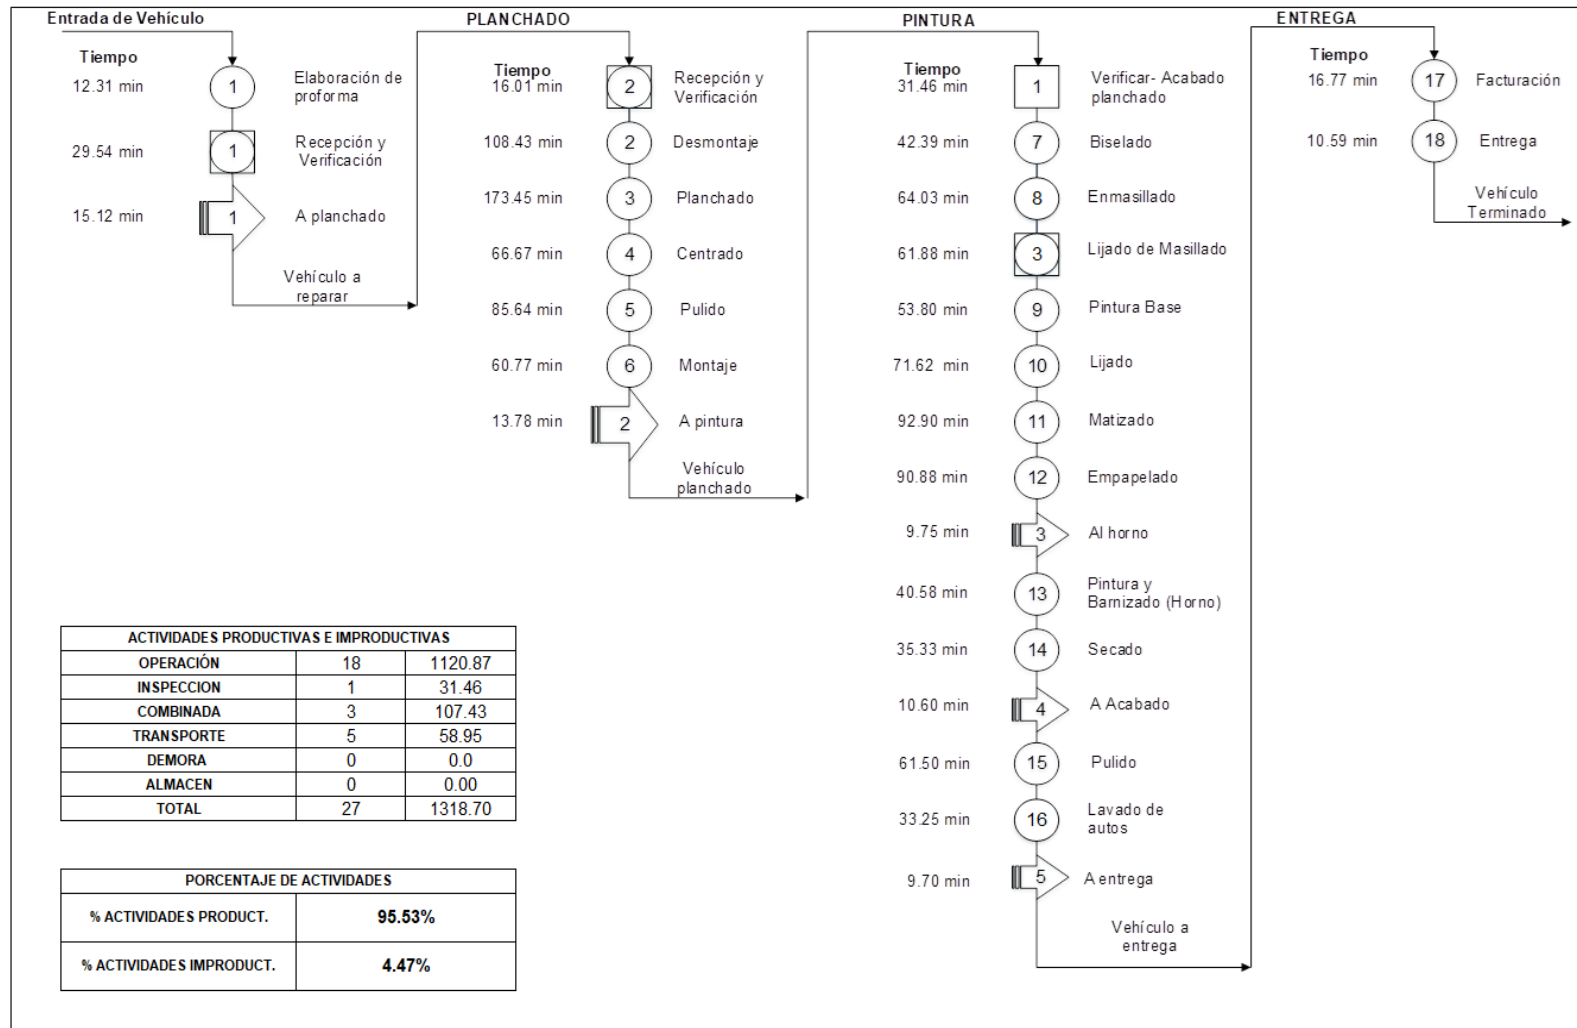 Entrada de Vehículo
Tiempo
12.31 min
1
Elaboración de
proforma
29.54 min
1
Recepción y
Verificación
15.12 min
1
A planchado
Vehículo a
reparar
PLANCHADO
Tiempo
16.01 min
2
Recepción y
Verificación
108.43 min
2
Desmontaje
173.45 min
3
Planchado
66.67 min
4
Centrado
85.64 min
5
Pulido
60.77 min
6
Montaje
13.78 min
2
A pintura
Vehículo
planchado
PINTURA
Tiempo
31.46 min
1
Verificar- Acabado
planchado
42.39 min
7
Biselado
64.03 min
8
Enmasillado
61.88 min
3
Lijado de Masillado
53.80 min
9
Pintura Base
71.62 min
10
Lijado
92.90 min
11
Matizado
90.88 min
12
Empapelado
9.75 min
3
Al horno
40.58 min
13
Pintura y
Barnizado (Horno)
35.33 min
14
Secado
10.60 min
4
A Acabado
61.50 min
15
Pulido
33.25 min
16
Lavado de
autos
9.70 min
5
A entrega
Vehículo a
entrega
ENTREGA
Tiempo
16.77 min
17
Facturación
10.59 min
18
Entrega
Vehículo
Terminado
ACTIVIDADES PRODUCTIVAS E IMPRODUCTIVAS
OPERACIÓN 18 1120.87
INSPECCION 1 31.46
COMBINADA 3 107.43
TRANSPORTE 5 58.95
DEMORA 0 0.0
ALMACEN 0 0.00
TOTAL 27 1318.70
PORCENTAJE DE ACTIVIDADES
% ACTIVIDADES PRODUCT. 95.53%
% ACTIVIDADES IMPRODUCT. 4.47%